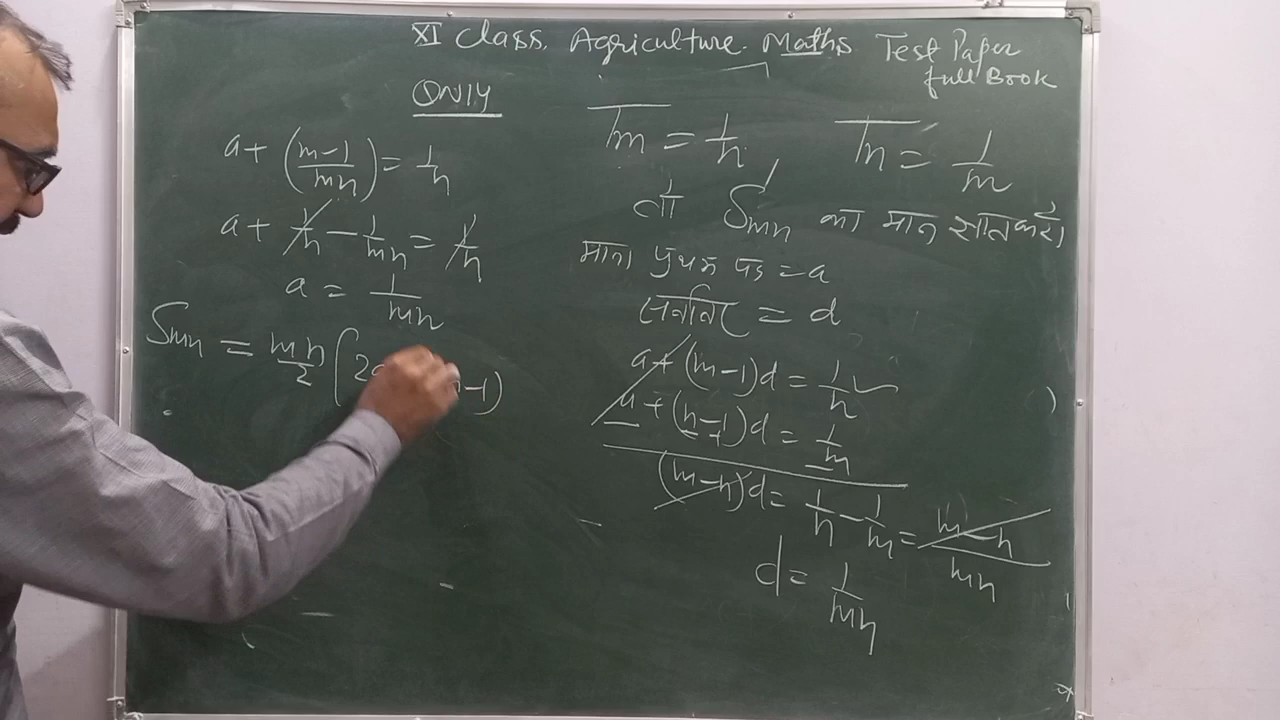 XI Class. Agriculture. Maths Test Paper
full Book
ONLY
Tm = 1/n Tn = 1/m
तो Smn का मान ज्ञात करो
माना प्रथम पद = a
= d
a + (m-1)d = 1/n
a + (n-1)d = 1/m
(m-n)d = 1/n - 1/m = m-n/mn
d = 1/mn
a + (m-1/mn) = 1/n
a + 1/n - 1/mn = 1/n
a = 1/mn
Smn = mn/2 [2a -1)